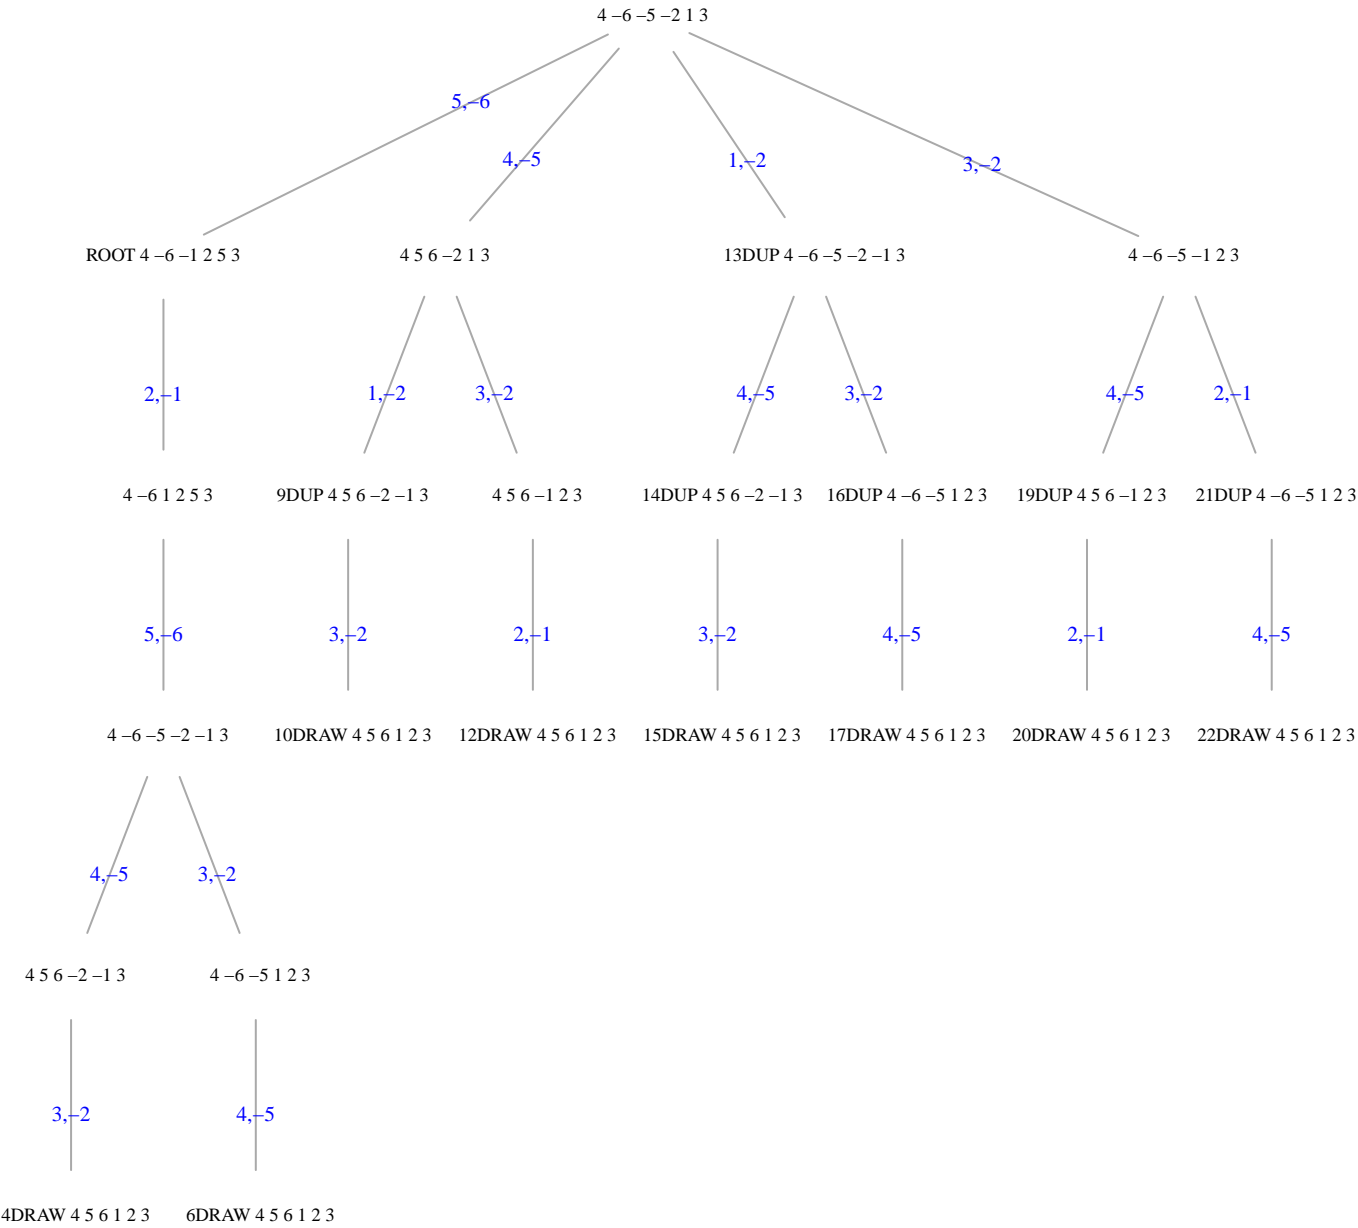 4 –6 –5 –2 1 3
5,–6
4,–5
1,–2
3,–2
ROOT 4 –6 –1 2 5 3
4 5 6 –2 1 3
13DUP 4 –6 –5 –2 –1 3
4 –6 –5 –1 2 3
2,–1
1,–2
3,–2
4,–5
3,–2
4,–5
2,–1
4 –6 1 2 5 3
9DUP 4 5 6 –2 –1 3
4 5 6 –1 2 3
14DUP 4 5 6 –2 –1 3
16DUP 4 –6 –5 1 2 3
19DUP 4 5 6 –1 2 3
21DUP 4 –6 –5 1 2 3
5,–6
3,–2
2,–1
3,–2
4,–5
2,–1
4,–5
4 –6 –5 –2 –1 3
10DRAW 4 5 6 1 2 3
12DRAW 4 5 6 1 2 3
15DRAW 4 5 6 1 2 3
17DRAW 4 5 6 1 2 3
20DRAW 4 5 6 1 2 3
22DRAW 4 5 6 1 2 3
4,–5
3,–2
4 5 6 –2 –1 3
4 –6 –5 1 2 3
3,–2
4,–5
4DRAW 4 5 6 1 2 3
6DRAW 4 5 6 1 2 3